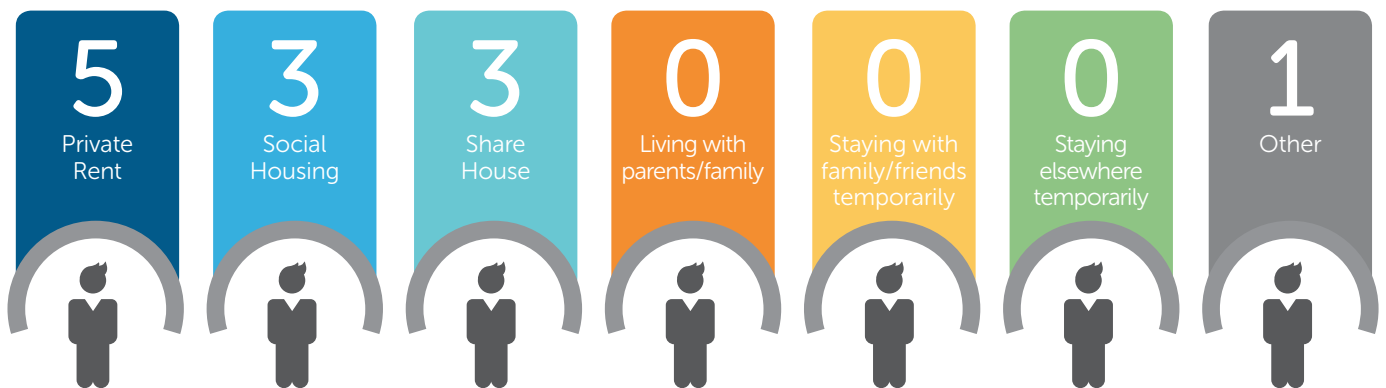 5
Private
Rent
3
Social
Housing
3
Share
House
0
Living with
parents/family
0
Staying with
family/friends
temporarily
0
Staying
elsewhere
temporarily
1
Other